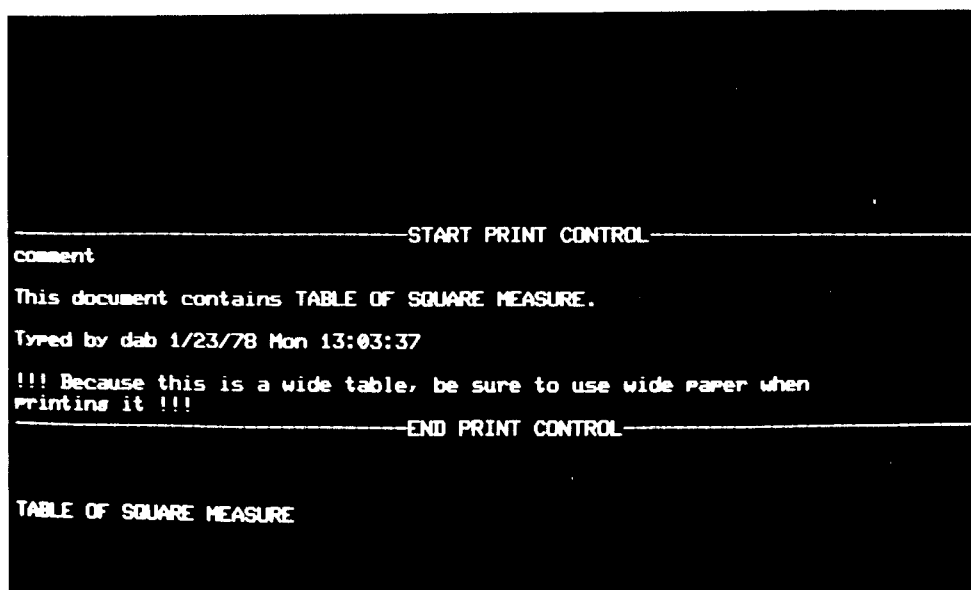 START PRINT CONTROL
comment
This document contains TABLE OF SQUARE MEASURE.
Typed by dab 1/23/78 Mon 13:03:37
!!! Because this is a wide table, be sure to use wide paper when
printing it !!!
END PRINT CONTROL
TABLE OF SQUARE MEASURE